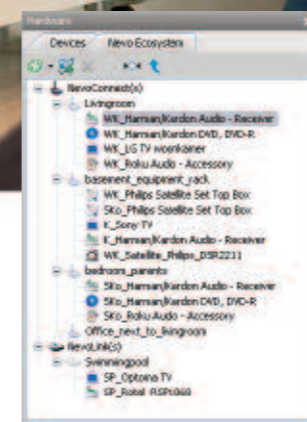 Hardware
Devices Nevo Ecosystem
NevoConnect(s)
Livingroom
WK_Harman/Kardon Audio - Receiver
WK_Harman/Kardon DVD, DVD-R
WK_LG TV woonkamer
WK_Roku Audio - Accessory
basement_equipment_rack
WK_Philips Satellite Set Top Box
SKo_Philips Satellite Set Top Box
K_Sony TV
K_Harman/Kardon Audio - Receiver
WK_Satellite_Philips_DSR2211
bedroom_parents
SKo_Harman/Kardon Audio - Receiver
SKo_Harman/Kardon DVD, DVD-R
SKo_Roku Audio - Accessory
Office_next_to_livingroom
NevoLink(s)
Swimmingpool
SP_Optoma TV
SP_Rotel RSP1068